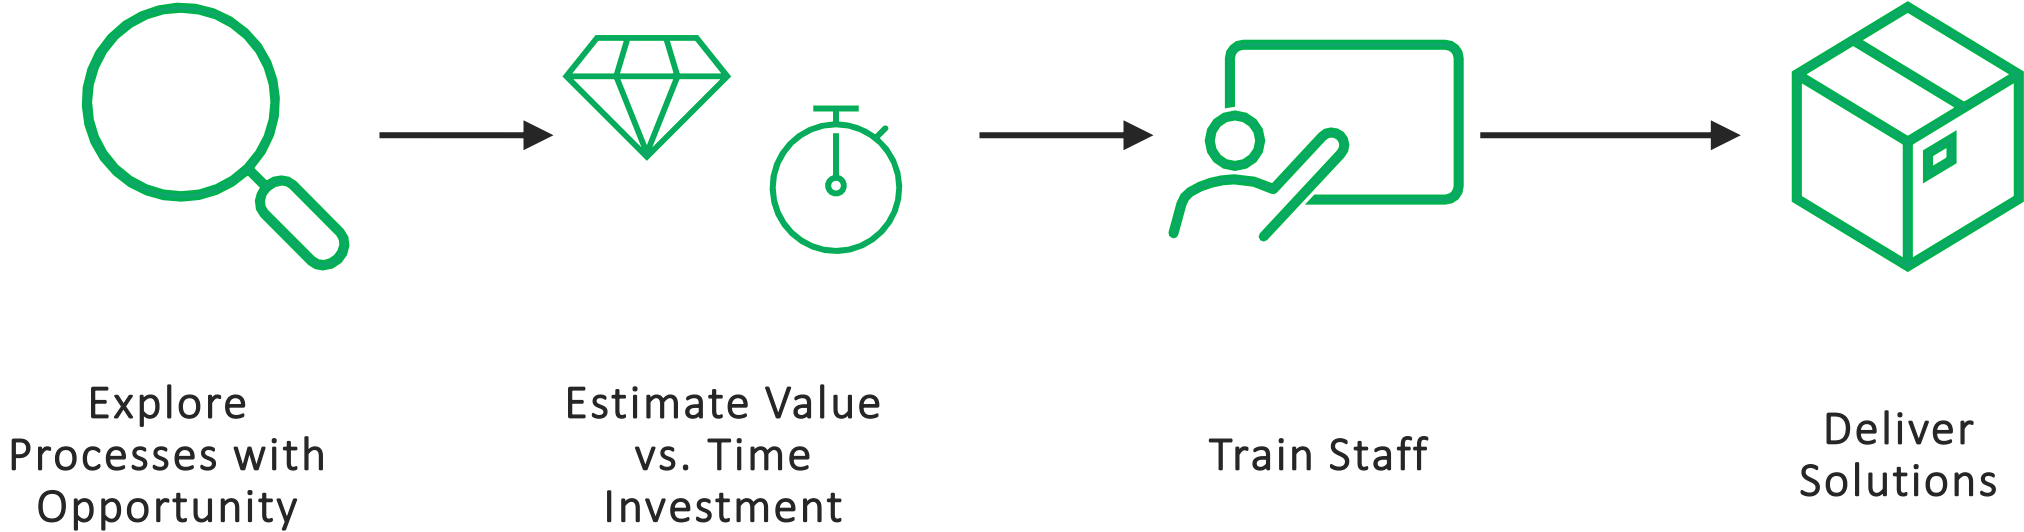 Explore
Processes with
Opportunity
Estimate Value
vs. Time
Investment
Train Staff
Deliver
Solutions